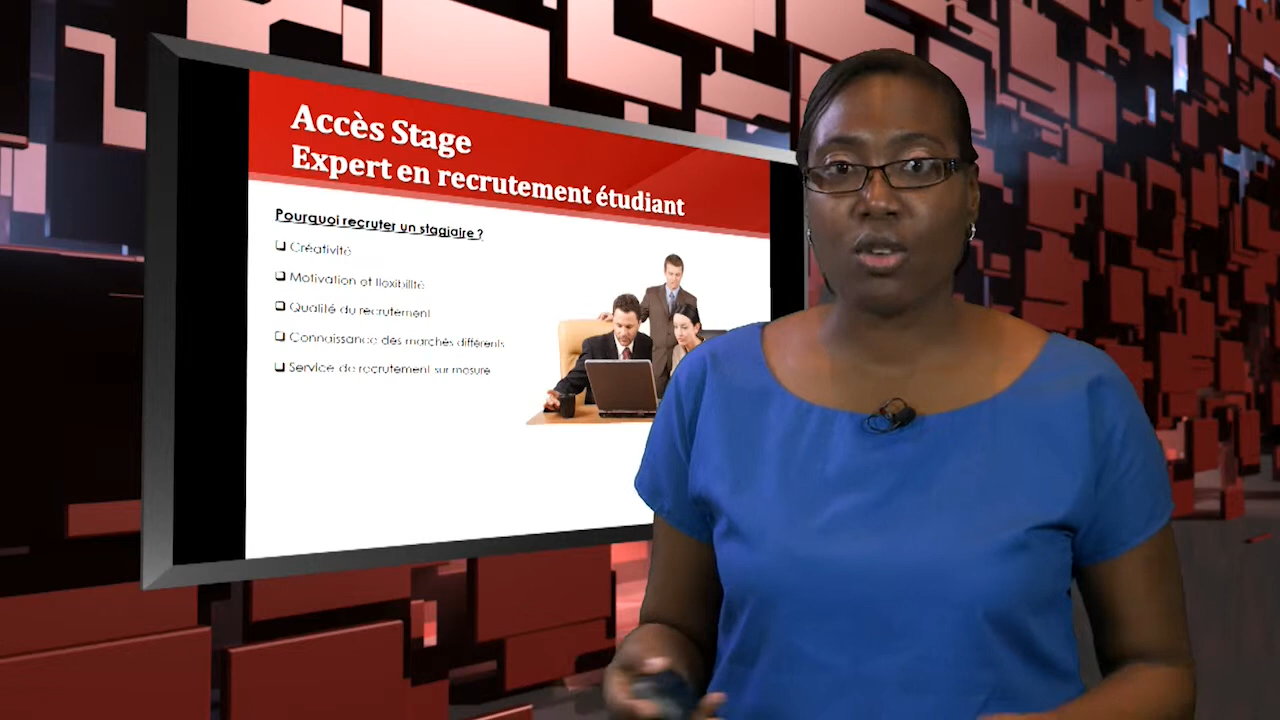 Accès Stage
Expert en recrutement étudiant
Pourquoi recruter un stagiaire ?
Créativité
Motivation et flexibilité
Qualité du recrutement
Connaissance des marchés différents
Service de recrutement sur mesure